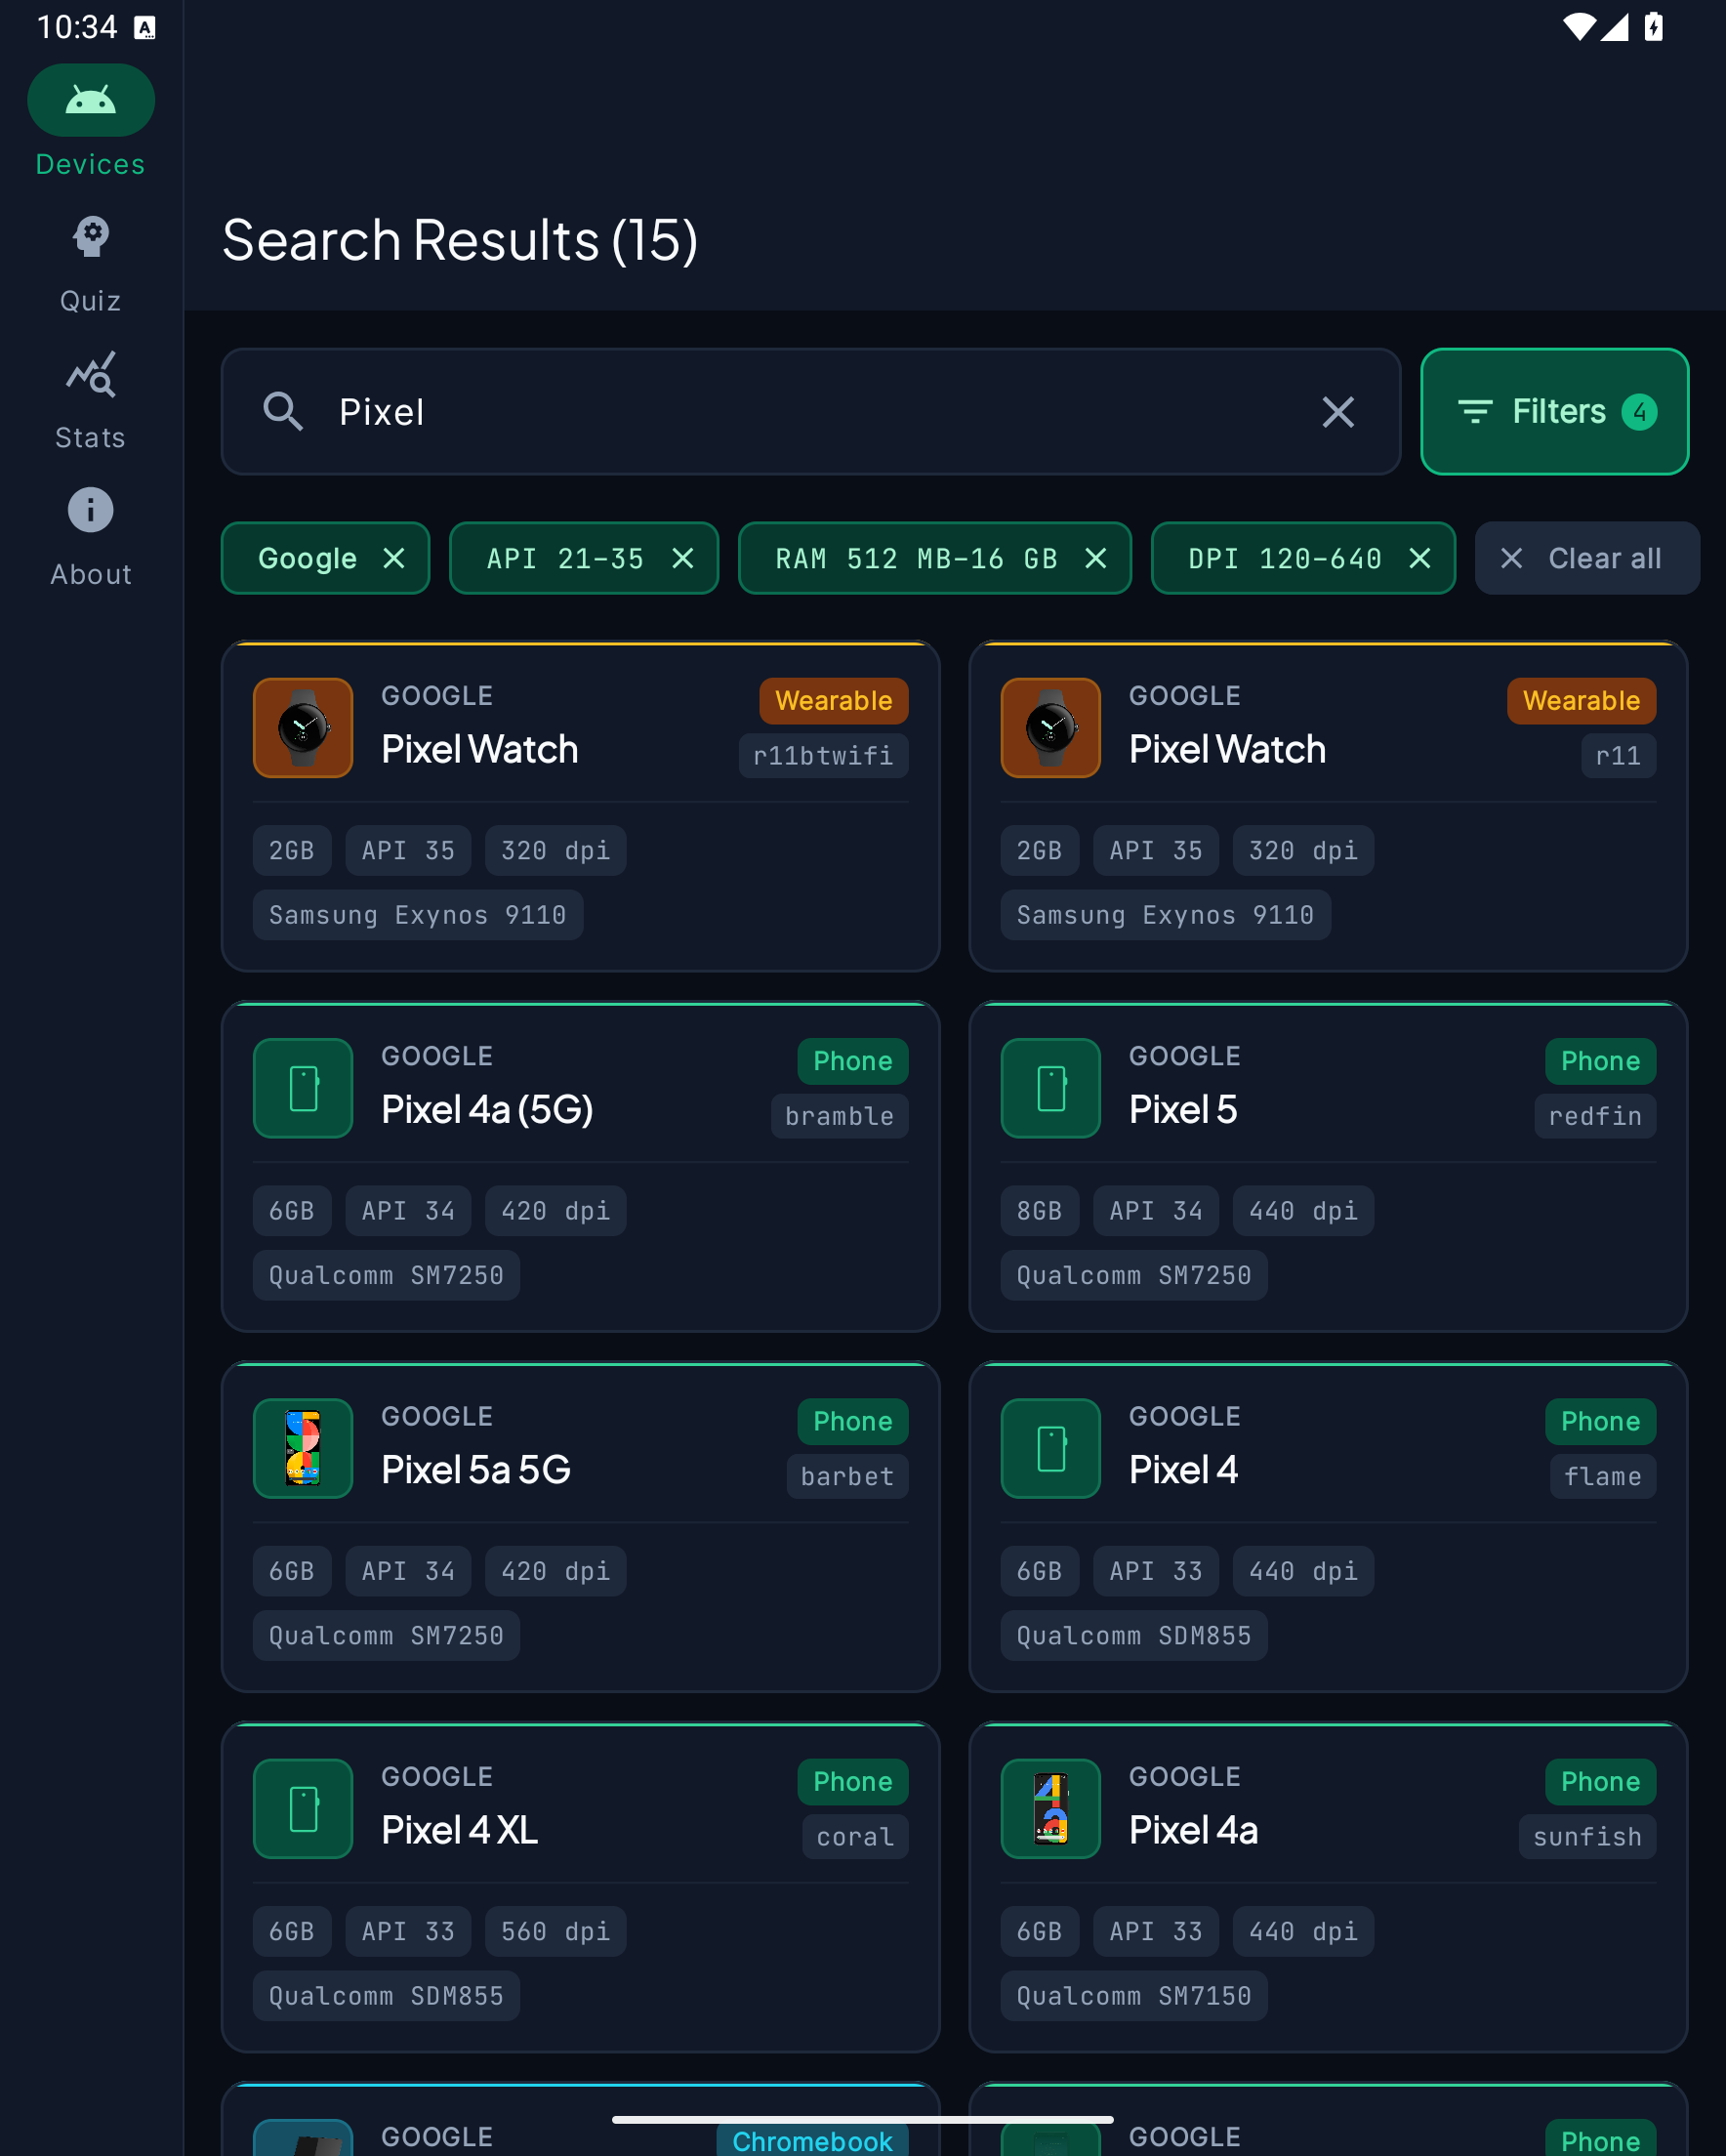 10:34
Devices
Quiz
Stats
About
Search Results (15)
Pixel
Filters 4
Google
API 21–35
RAM 512 MB–16 GB
DPI 120–640
Clear all
GOOGLE
Pixel Watch
Wearable
r11btwifi
2GB
API 35
320 dpi
Samsung Exynos 9110
GOOGLE
Pixel Watch
Wearable
r11
2GB
API 35
320 dpi
Samsung Exynos 9110
GOOGLE
Pixel 4a (5G)
Phone
bramble
6GB
API 34
420 dpi
Qualcomm SM7250
GOOGLE
Pixel 5
Phone
redfin
8GB
API 34
440 dpi
Qualcomm SM7250
GOOGLE
Pixel 5a 5G
Phone
barbet
6GB
API 34
420 dpi
Qualcomm SM7250
GOOGLE
Pixel 4
Phone
flame
6GB
API 33
440 dpi
Qualcomm SDM855
GOOGLE
Pixel 4 XL
Phone
coral
6GB
API 33
560 dpi
Qualcomm SDM855
GOOGLE
Pixel 4a
Phone
sunfish
6GB
API 33
440 dpi
Qualcomm SM7150
GOOGLE
Chromebook
GOOGLE
Phone